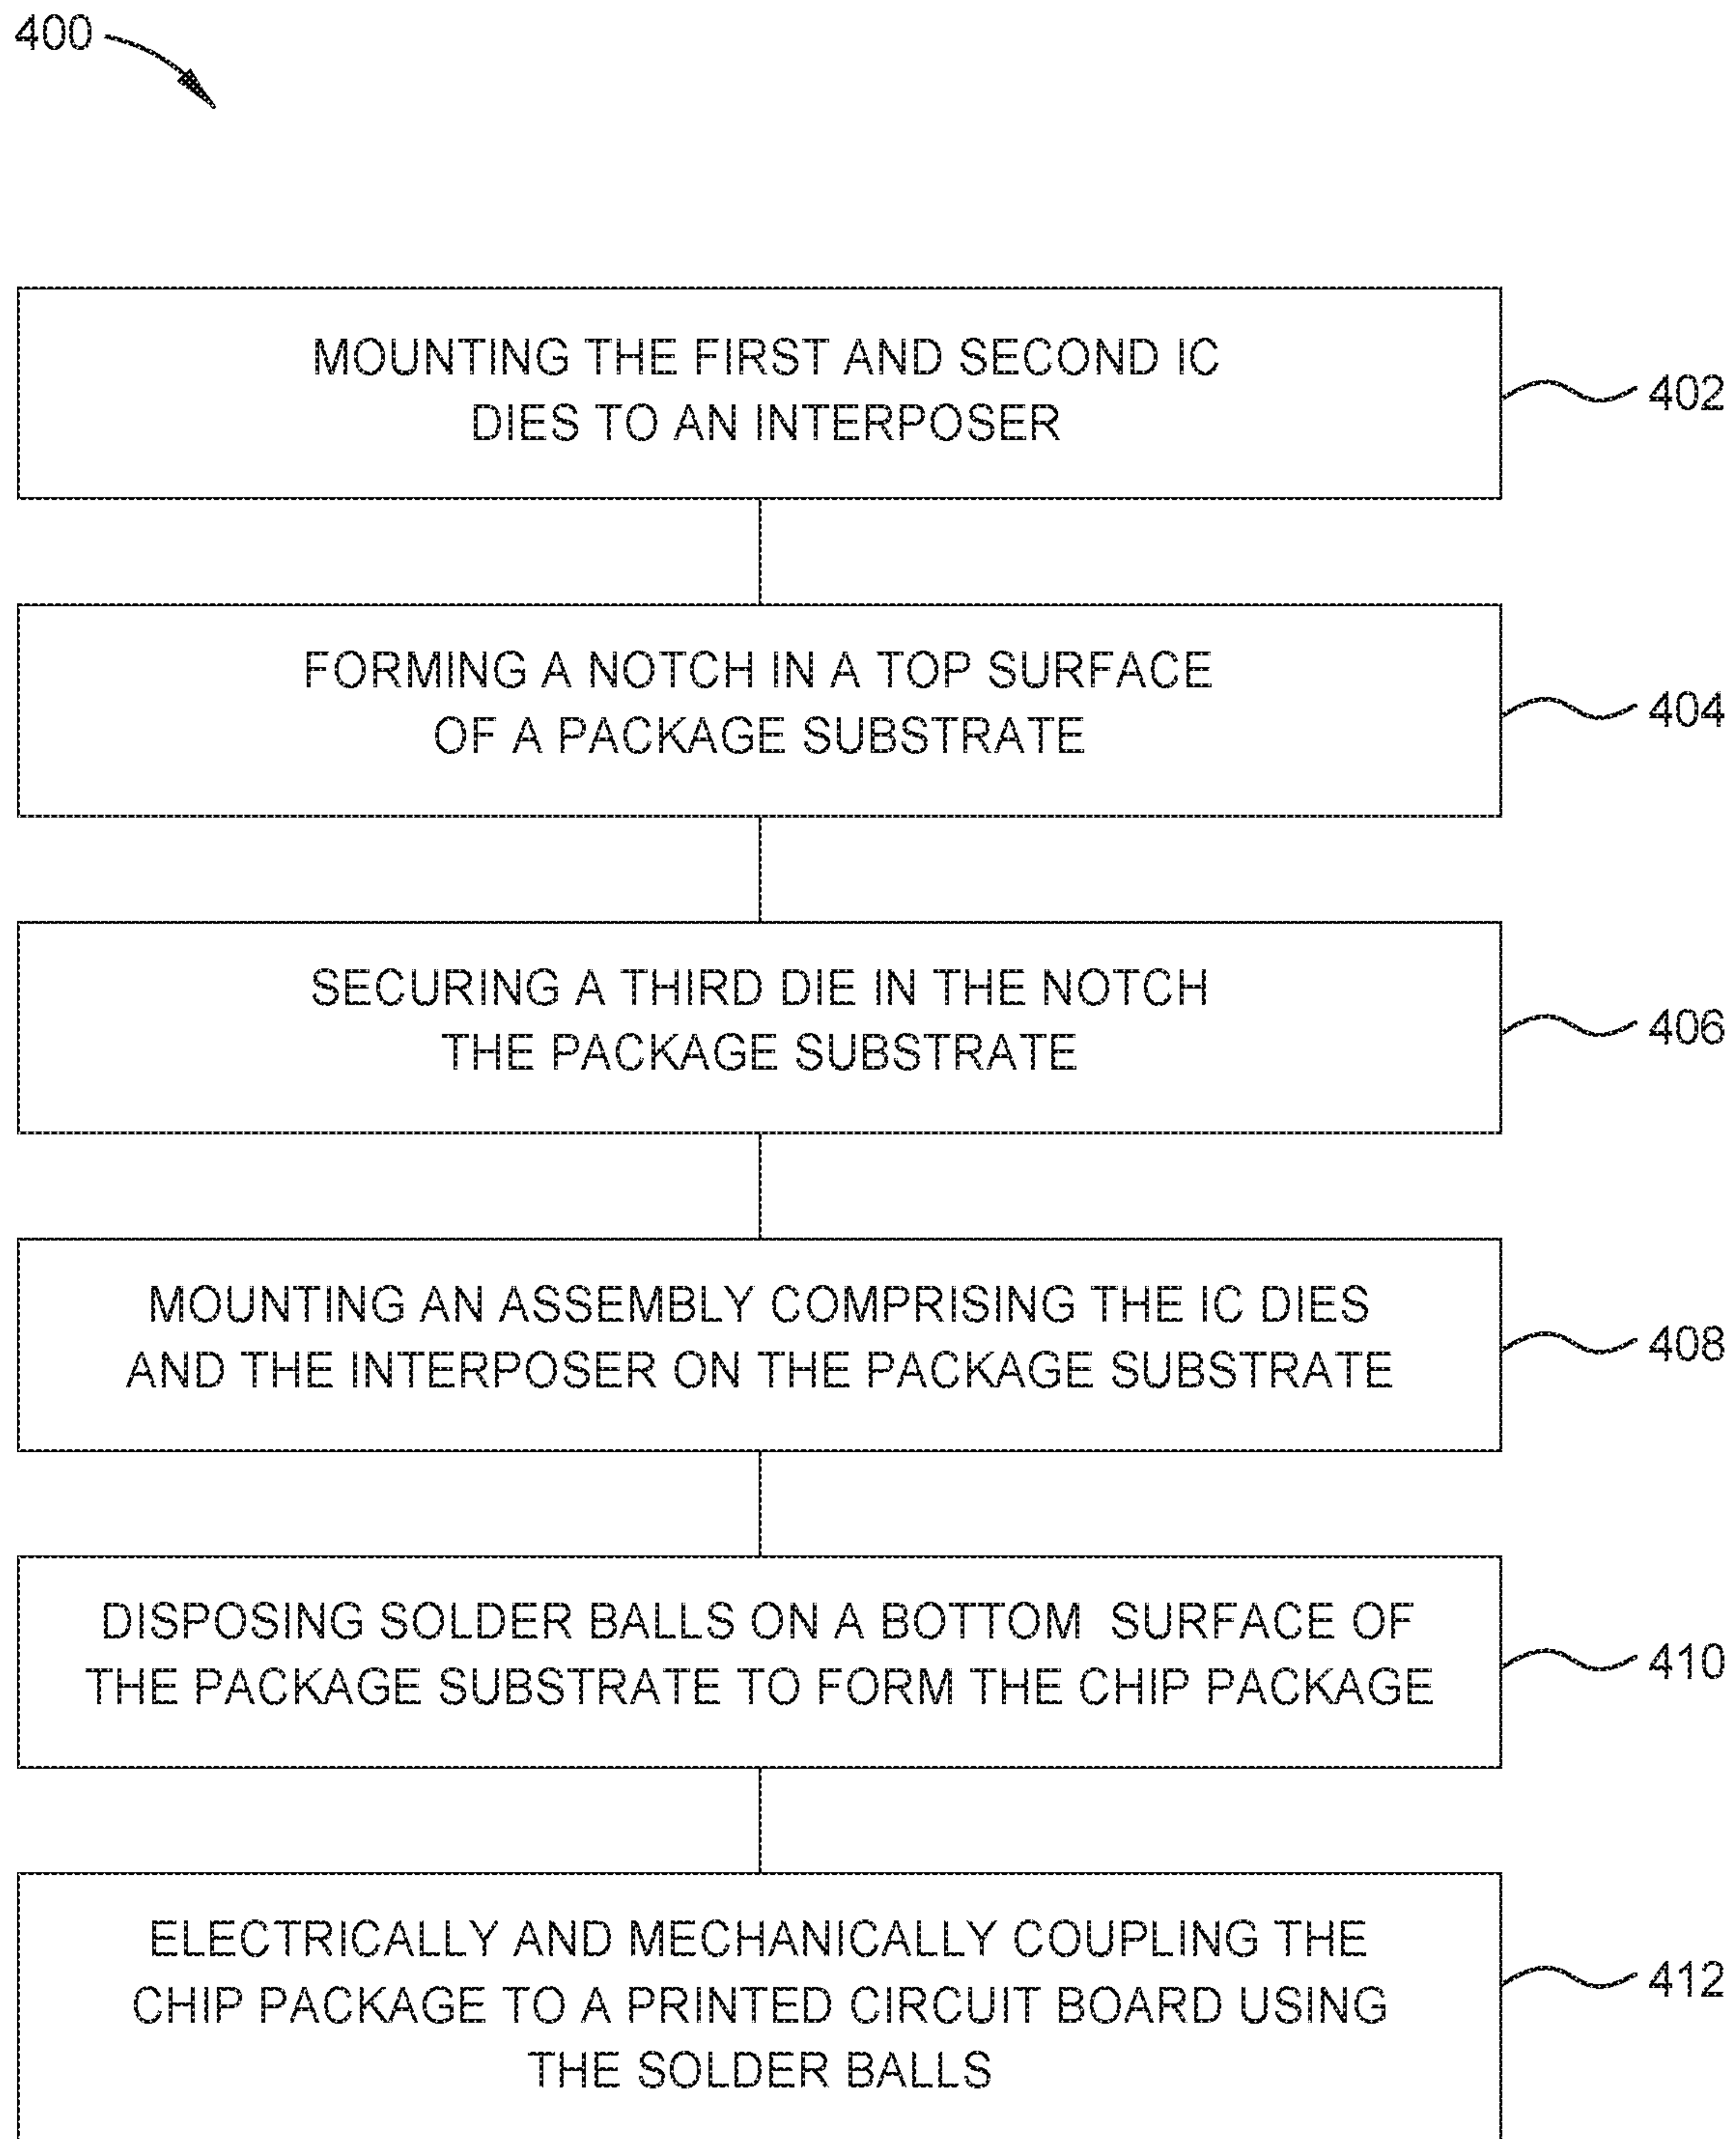 400
MOUNTING THE FIRST AND SECOND IC
DIES TO AN INTERPOSER
402
FORMING A NOTCH IN A TOP SURFACE
OF A PACKAGE SUBSTRATE
404
SECURING A THIRD DIE IN THE NOTCH
THE PACKAGE SUBSTRATE
406
MOUNTING AN ASSEMBLY COMPRISING THE IC DIES
AND THE INTERPOSER ON THE PACKAGE SUBSTRATE
408
DISPOSING SOLDER BALLS ON A BOTTOM SURFACE OF
THE PACKAGE SUBSTRATE TO FORM THE CHIP PACKAGE
410
ELECTRICALLY AND MECHANICALLY COUPLING THE
CHIP PACKAGE TO A PRINTED CIRCUIT BOARD USING
THE SOLDER BALLS
412